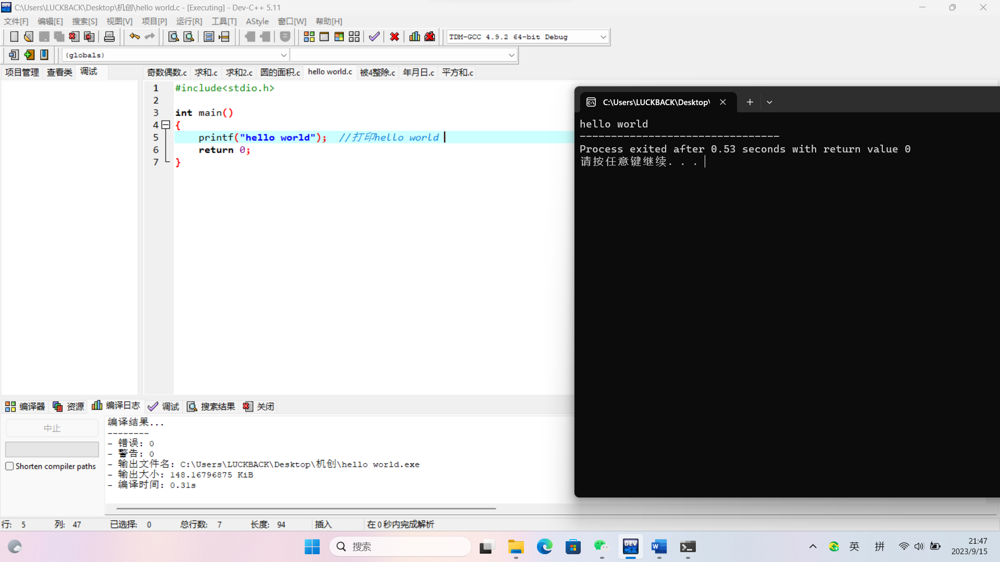 C:\Users\LUCKBACK\Desktop\机创\hello world.c - [Executing] - Dev-C++ 5.11
文件[F] 编辑[E] 搜索[S] 视图[V] 项目[P] 运行[R] 工具[T] AStyle 窗口[W] 帮助[H]
TDM-GCC 4.9.2 64-bit Debug
(globals)
项目管理 查看类 调试
奇数偶数.c 求和.c 求和2.c 圆的面积.c hello world.c 被4整除.c 年月日.c 平方和.c
1 #include<stdio.h>
2
3 int main()
4 {
5 printf("hello world"); //打印hello world
6 return 0;
7 }
C:\Users\LUCKBACK\Desktop\
hello world
--------------------------------
Process exited after 0.53 seconds with return value 0
请按任意键继续. . .
编译器 资源 编译日志 调试 搜索结果 关闭
中止
Shorten compiler paths
编译结果...
--------
- 错误: 0
- 警告: 0
- 输出文件名: C:\Users\LUCKBACK\Desktop\机创\hello world.exe
- 输出大小: 148.16796875 KiB
- 编译时间: 0.31s
行: 5 列: 47 已选择: 0 总行数: 7 长度: 94 插入 在 0 秒内完成解析
搜索
DEV C++
W
英 拼
21:47
2023/9/15